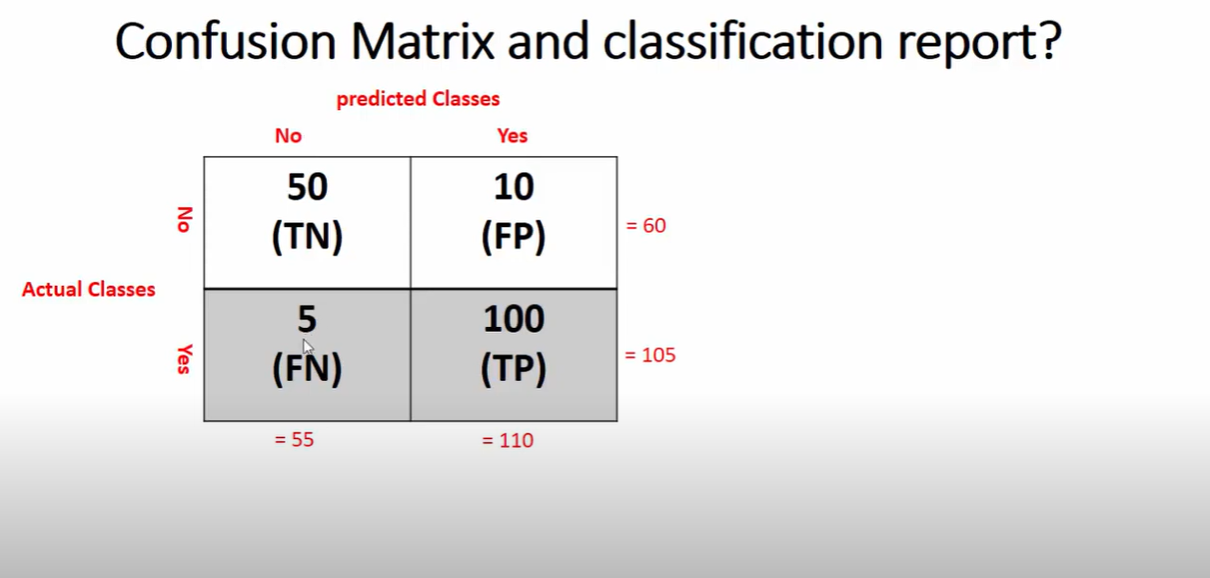 Confusion Matrix and classification report?
predicted Classes
No Yes
50 10
No
(TN) (FP) = 60
Actual Classes
5 100
Yes
(FN) (TP) = 105
= 55 = 110